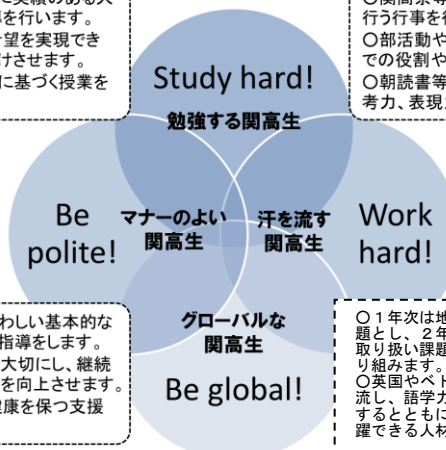 に実績のある人
導を行います。
希望を実現でき
けさせます。
に基づく授業を
行う行事を
〇部活動や
での役割や
〇朝読書等
考力、表現
Study hard!
勉強する関高生
Be
polite!
マナーのよい
関高生
汗を流す
関高生
Work
hard!
グローバルな
関高生
Be global!
わしい基本的な
指導をします。
大切にし、継続
を向上させます。
健康を保つ支援
〇1年次は地
題とし、2年
取り扱い課題
り組みます。
〇英国やベト
流し、語学力
するとともに
躍できる人材